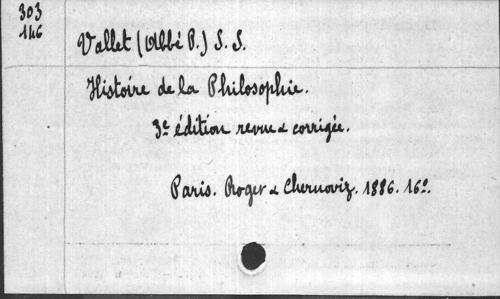 303
146
Vallet (Abbé P.) S. S.
Histoire de la Philosophie.
3e édition revue & corrigée.
Paris. Roger & Chernoviz. 1886. 16º.